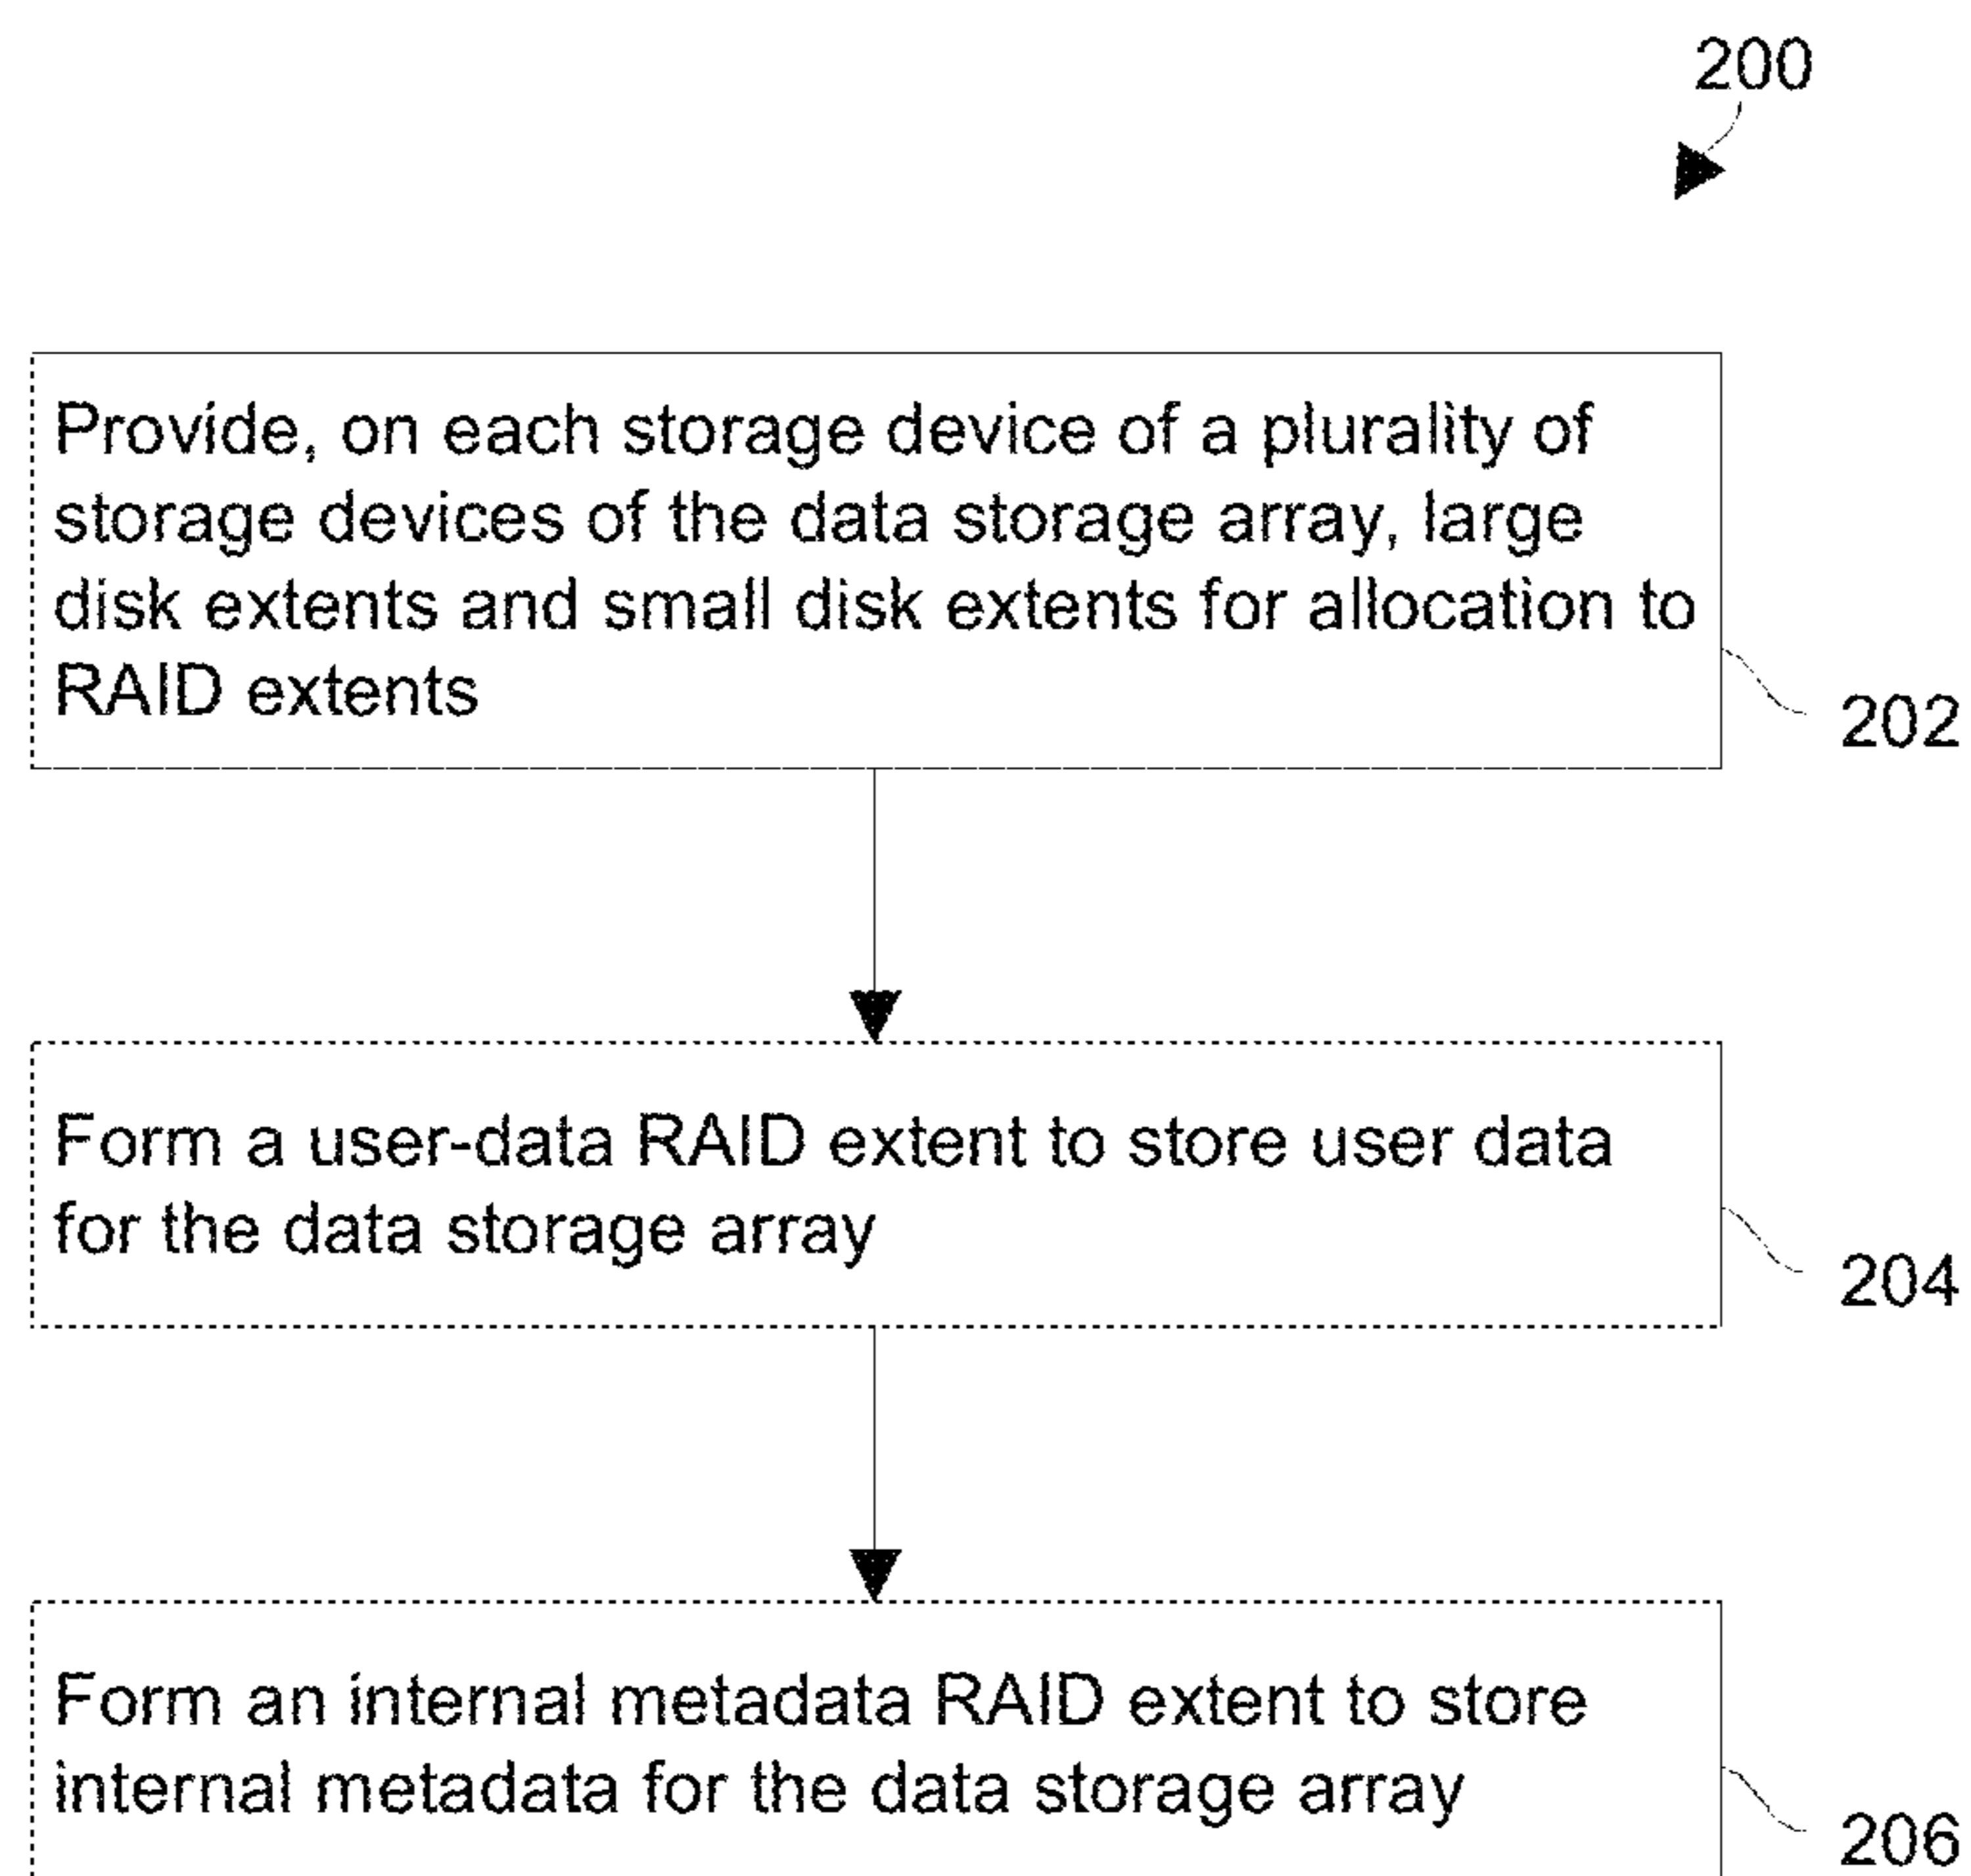 200
Provide, on each storage device of a plurality of
storage devices of the data storage array, large
disk extents and small disk extents for allocation to
RAID extents
202
Form a user-data RAID extent to store user data
for the data storage array
204
Form an internal metadata RAID extent to store
internal metadata for the data storage array
206